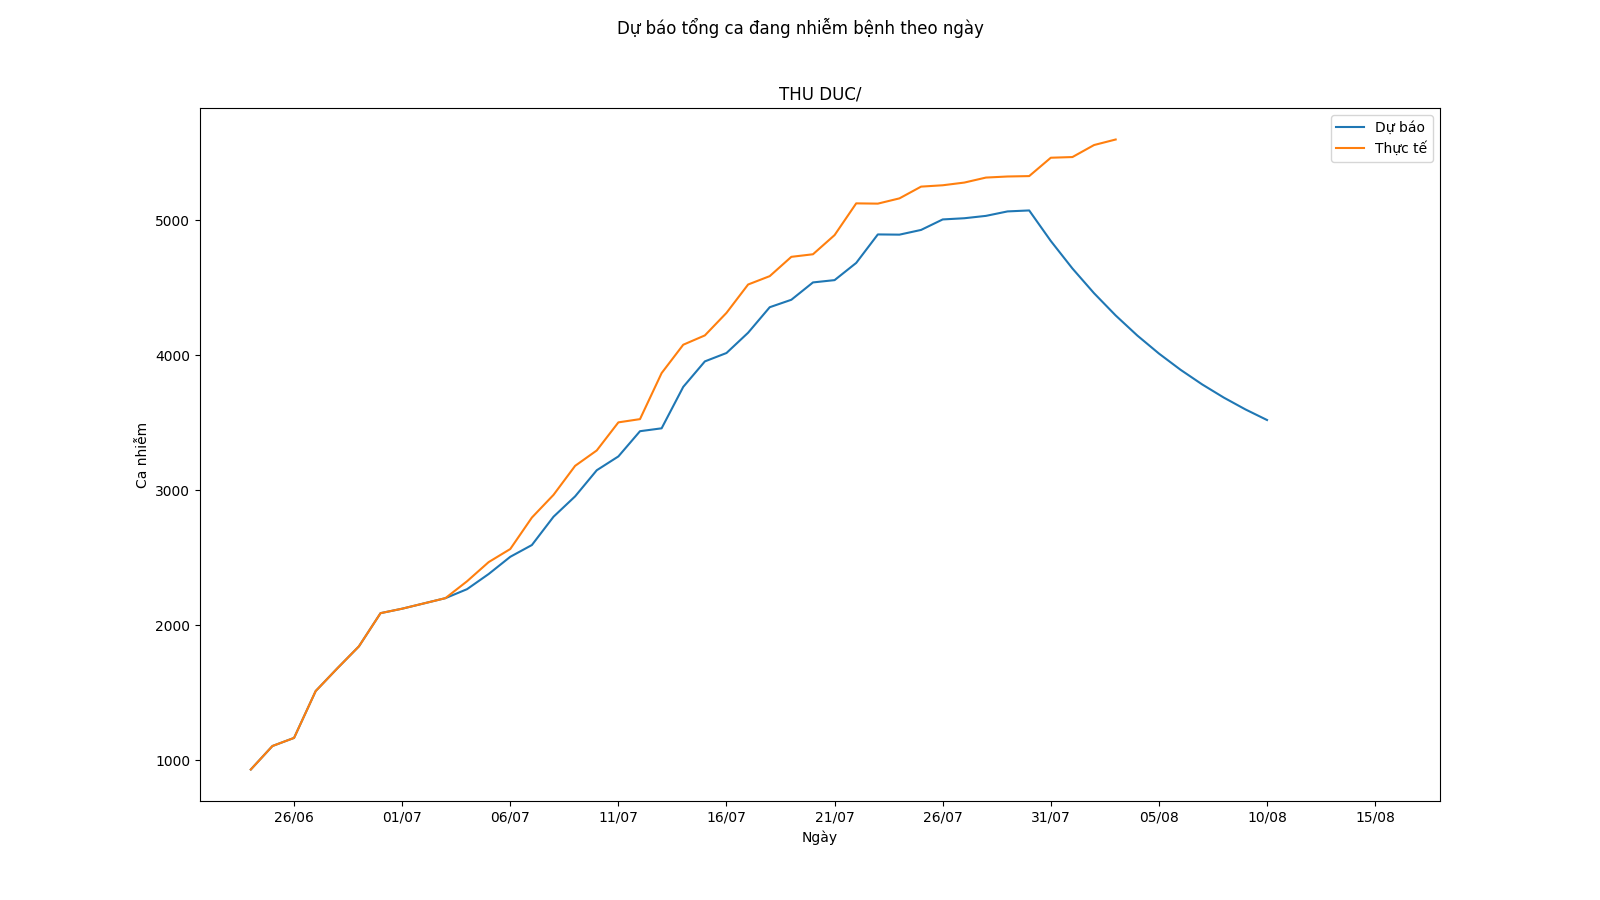 Dự báo tổng ca đang nhiễm bệnh theo ngày
THU DUC/
Dự báo
Thực tế
5000
4000
3000
2000
1000
Ca nhiễm
26/06 01/07 06/07 11/07 16/07 21/07 26/07 31/07 05/08 10/08 15/08
Ngày